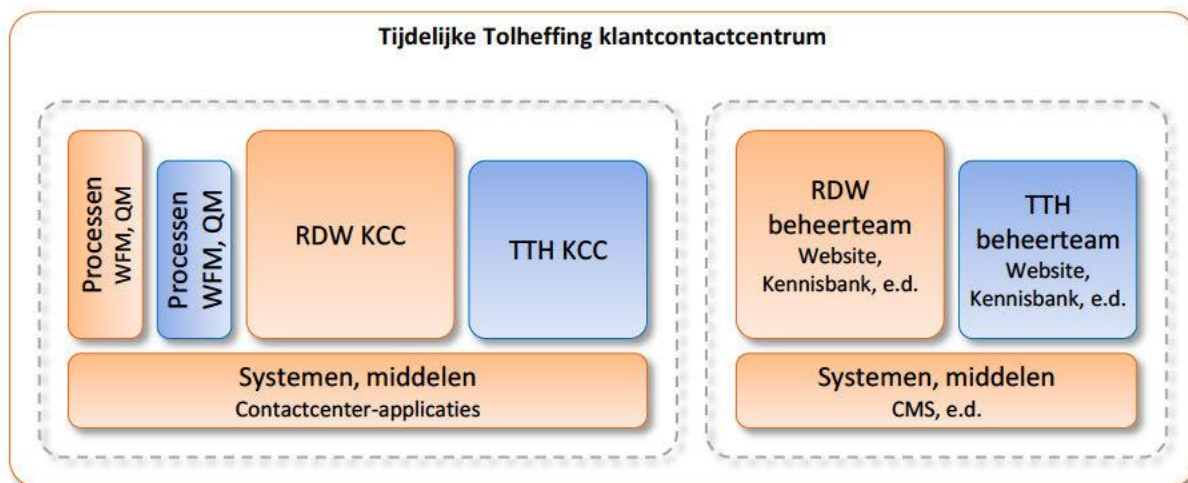 Tijdelijke Tolheffing klantcontactcentrum
Processen
WFM, QM
Processen
WFM, QM
RDW KCC
TTH KCC
Systemen, middelen
Contactcenter-applicaties
RDW
beheerteam
Website,
Kennisbank, e.d.
TTH
beheerteam
Website,
Kennisbank, e.d.
Systemen, middelen
CMS, e.d.